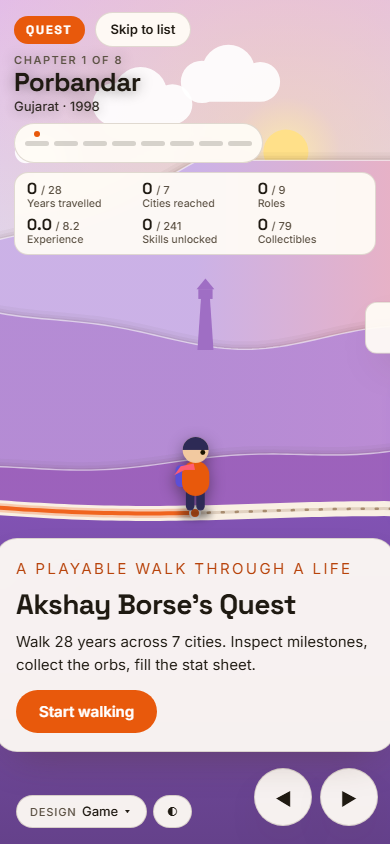 QUEST
Skip to list
CHAPTER 1 OF 8
Porbandar
Gujarat · 1998
0 / 28
Years travelled
0 / 7
Cities reached
0 / 9
Roles
0.0 / 8.2
Experience
0 / 241
Skills unlocked
0 / 79
Collectibles
A PLAYABLE WALK THROUGH A LIFE
Akshay Borse's Quest
Walk 28 years across 7 cities. Inspect milestones,
collect the orbs, fill the stat sheet.
Start walking
DESIGN Game